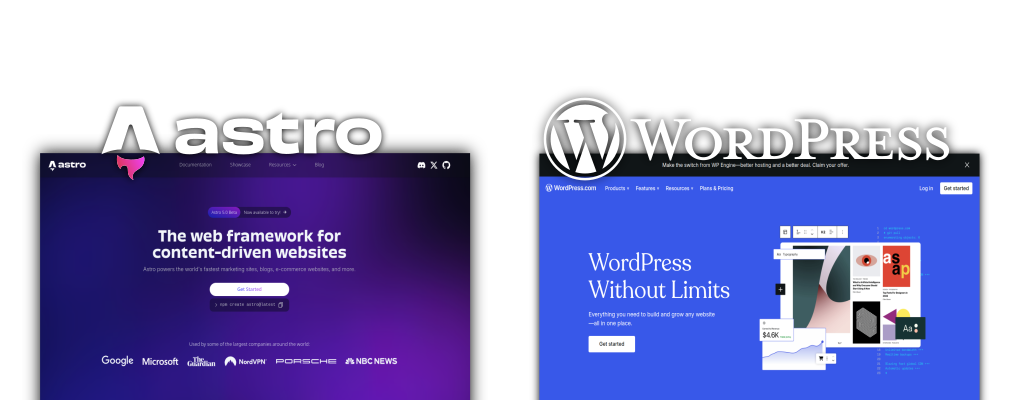 astro
WORDPRESS
astro
Documentation Showcase Resources Blog
Astro 5.0 Beta Now available to try!
The web framework for
content-driven websites
Astro powers the world's fastest marketing sites, blogs, e-commerce websites, and more.
Get Started
> npm create astro@latest
Used by some of the largest companies around the world:
Google Microsoft The Guardian NordVPN PORSCHE NBC NEWS
Make the switch from WP Engine—better hosting and a better deal. Claim your offer.
WordPress.com Products Features Resources Plans & Pricing Log in Get started
WordPress
Without Limits
Everything you need to build and grow any website
—all in one place.
Get started
Typography
as
ap
Aa
$4.6K